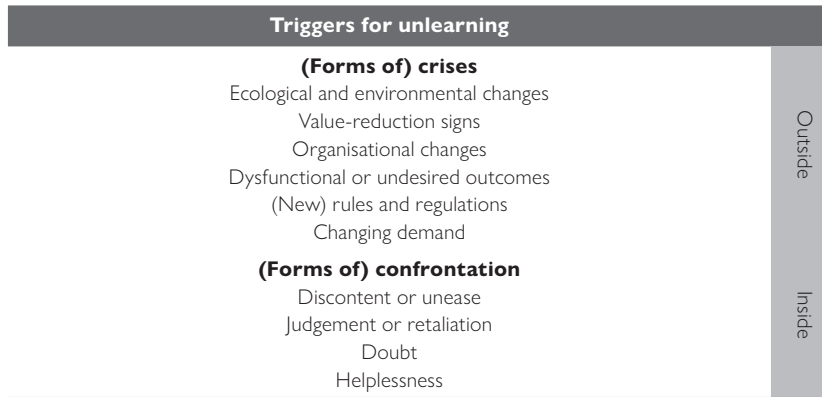 Triggers for unlearning
(Forms of) crises
Ecological and environmental changes
Value-reduction signs
Organisational changes
Dysfunctional or undesired outcomes
(New) rules and regulations
Changing demand
Outside
(Forms of) confrontation
Discontent or unease
Judgement or retaliation
Doubt
Helplessness
Inside